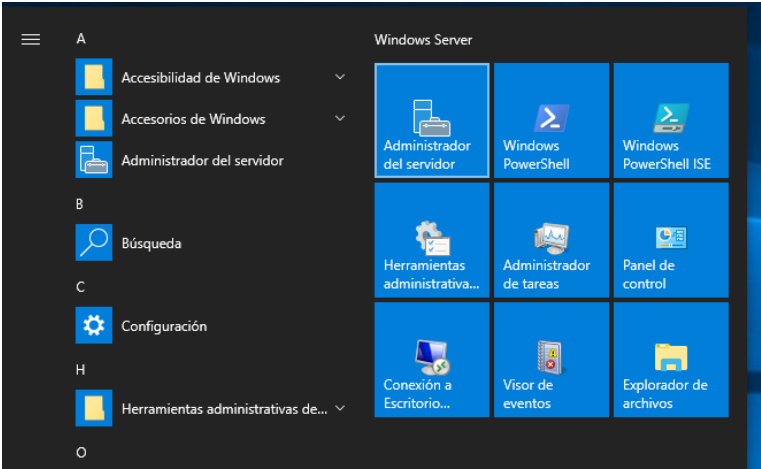 A
Accesibilidad de Windows
Accesorios de Windows
Administrador del servidor
B
Búsqueda
C
Configuración
H
Herramientas administrativas de...
O
Windows Server
Administrador
del servidor
Windows
PowerShell
Windows
PowerShell ISE
Herramientas
administrativa...
Administrador
de tareas
Panel de
control
Conexión a
Escritorio...
Visor de
eventos
Explorador de
archivos